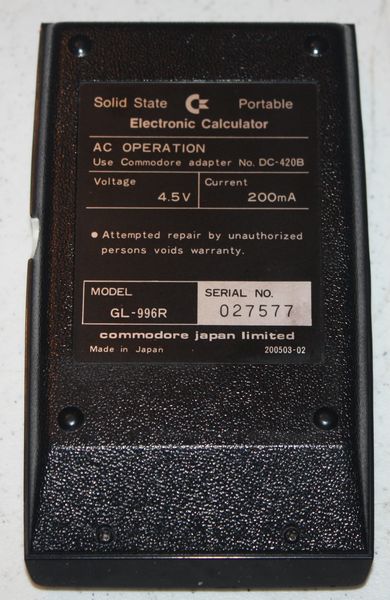 Solid State Portable
Electronic Calculator
AC OPERATION
Use Commodore adapter No. DC-420B
Voltage Current
4.5V 200mA
• Attempted repair by unauthorized
persons voids warranty.
MODEL SERIAL NO.
GL-996R 027577
commodore japan limited
Made in Japan 200503-02